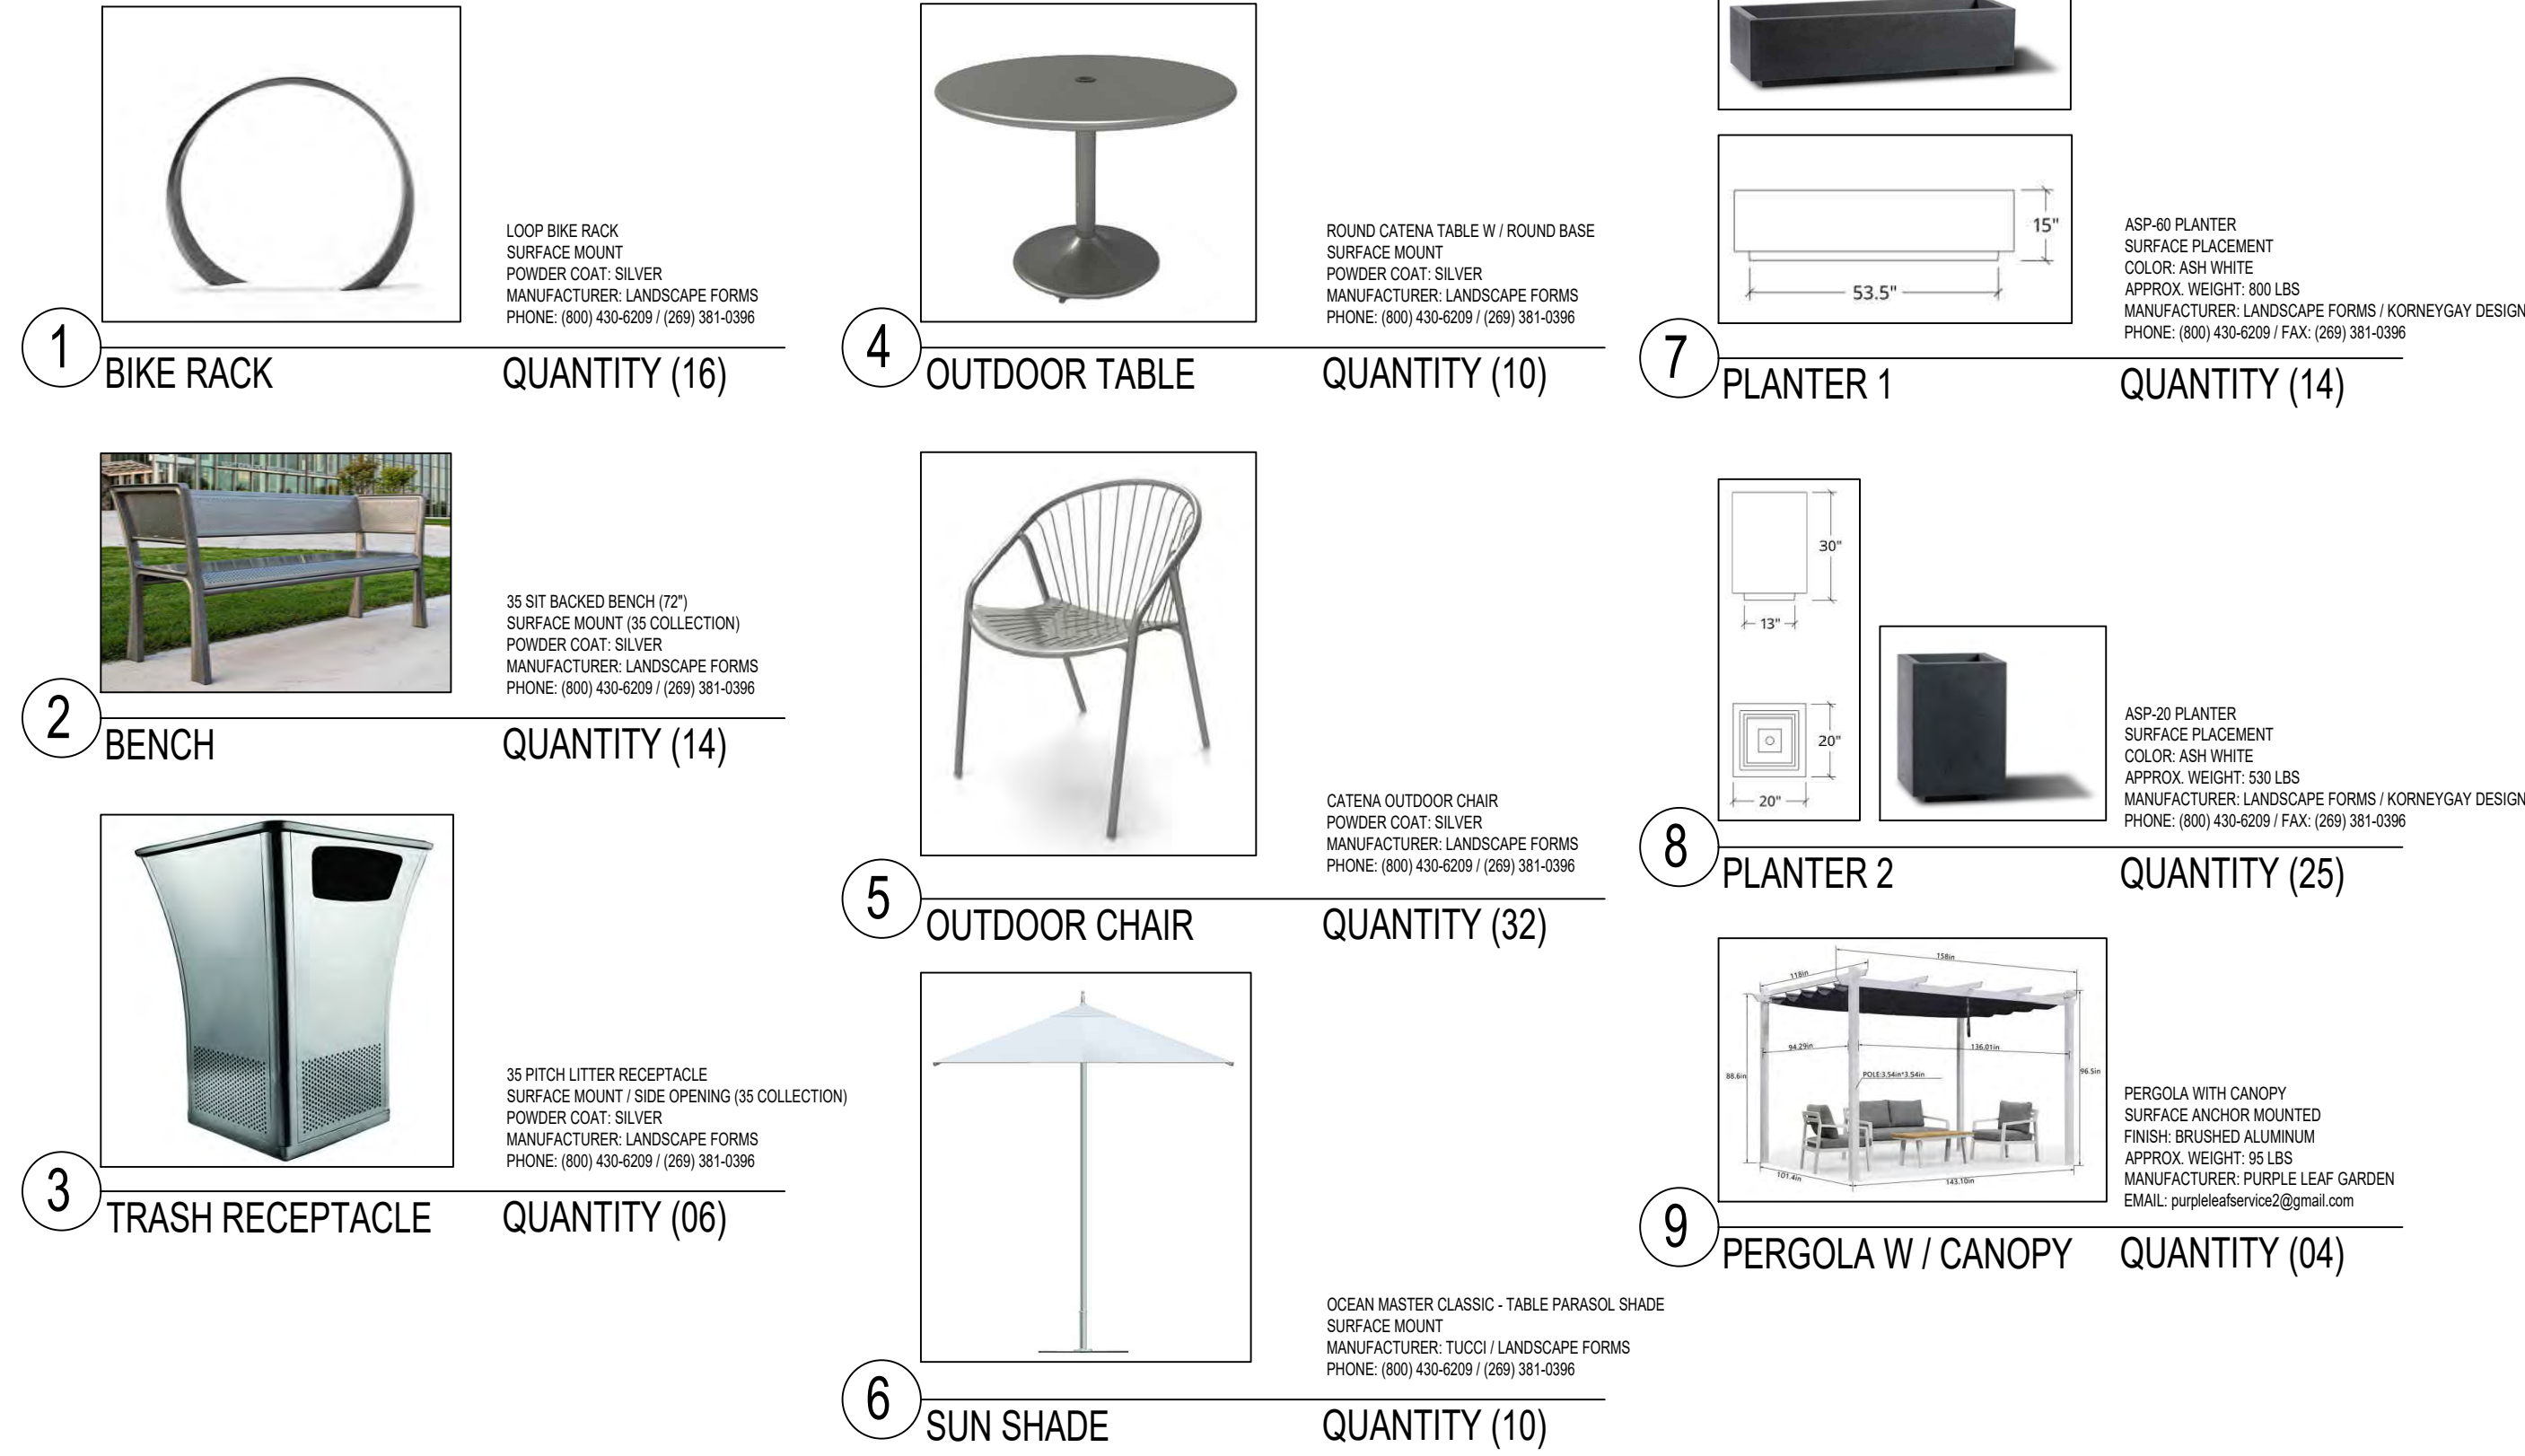 LOOP BIKE RACK
SURFACE MOUNT
POWDER COAT: SILVER
MANUFACTURER: LANDSCAPE FORMS
PHONE: (800) 430-6209 / (269) 381-0396
1
BIKE RACK
QUANTITY (16)
35 SIT BACKED BENCH (72")
SURFACE MOUNT (35 COLLECTION)
POWDER COAT: SILVER
MANUFACTURER: LANDSCAPE FORMS
PHONE: (800) 430-6209 / (269) 381-0396
2
BENCH
QUANTITY (14)
35 PITCH LITTER RECEPTACLE
SURFACE MOUNT / SIDE OPENING (35 COLLECTION)
POWDER COAT: SILVER
MANUFACTURER: LANDSCAPE FORMS
PHONE: (800) 430-6209 / (269) 381-0396
3
TRASH RECEPTACLE
QUANTITY (06)
ROUND CATENA TABLE W / ROUND BASE
SURFACE MOUNT
POWDER COAT: SILVER
MANUFACTURER: LANDSCAPE FORMS
PHONE: (800) 430-6209 / (269) 381-0396
4
OUTDOOR TABLE
QUANTITY (10)
CATENA OUTDOOR CHAIR
POWDER COAT: SILVER
MANUFACTURER: LANDSCAPE FORMS
PHONE: (800) 430-6209 / (269) 381-0396
5
OUTDOOR CHAIR
QUANTITY (32)
OCEAN MASTER CLASSIC - TABLE PARASOL SHADE
SURFACE MOUNT
MANUFACTURER: TUCCI / LANDSCAPE FORMS
PHONE: (800) 430-6209 / (269) 381-0396
6
SUN SHADE
QUANTITY (10)
15"
53.5"
ASP-60 PLANTER
SURFACE PLACEMENT
COLOR: ASH WHITE
APPROX. WEIGHT: 800 LBS
MANUFACTURER: LANDSCAPE FORMS / KORNEYGAY DESIGN
PHONE: (800) 430-6209 / FAX: (269) 381-0396
7
PLANTER 1
QUANTITY (14)
30"
13"
20"
20"
ASP-20 PLANTER
SURFACE PLACEMENT
COLOR: ASH WHITE
APPROX. WEIGHT: 530 LBS
MANUFACTURER: LANDSCAPE FORMS / KORNEYGAY DESIGN
PHONE: (800) 430-6209 / FAX: (269) 381-0396
8
PLANTER 2
QUANTITY (25)
158in
118in
94.29in
136.01in
88.6in
POLE:3.54in*3.54in
96.5in
101.4in
143.10in
PERGOLA WITH CANOPY
SURFACE ANCHOR MOUNTED
FINISH: BRUSHED ALUMINUM
APPROX. WEIGHT: 95 LBS
MANUFACTURER: PURPLE LEAF GARDEN
EMAIL: purpleleafservice2@gmail.com
9
PERGOLA W / CANOPY
QUANTITY (04)